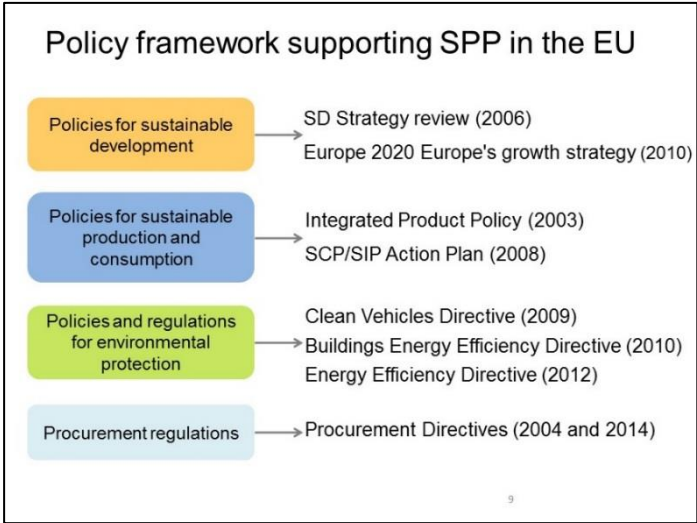 Policy framework supporting SPP in the EU
Policies for sustainable
development
SD Strategy review (2006)
Europe 2020 Europe's growth strategy (2010)
Policies for sustainable
production and
consumption
Integrated Product Policy (2003)
SCP/SIP Action Plan (2008)
Policies and regulations
for environmental
protection
Clean Vehicles Directive (2009)
Buildings Energy Efficiency Directive (2010)
Energy Efficiency Directive (2012)
Procurement regulations
Procurement Directives (2004 and 2014)
9